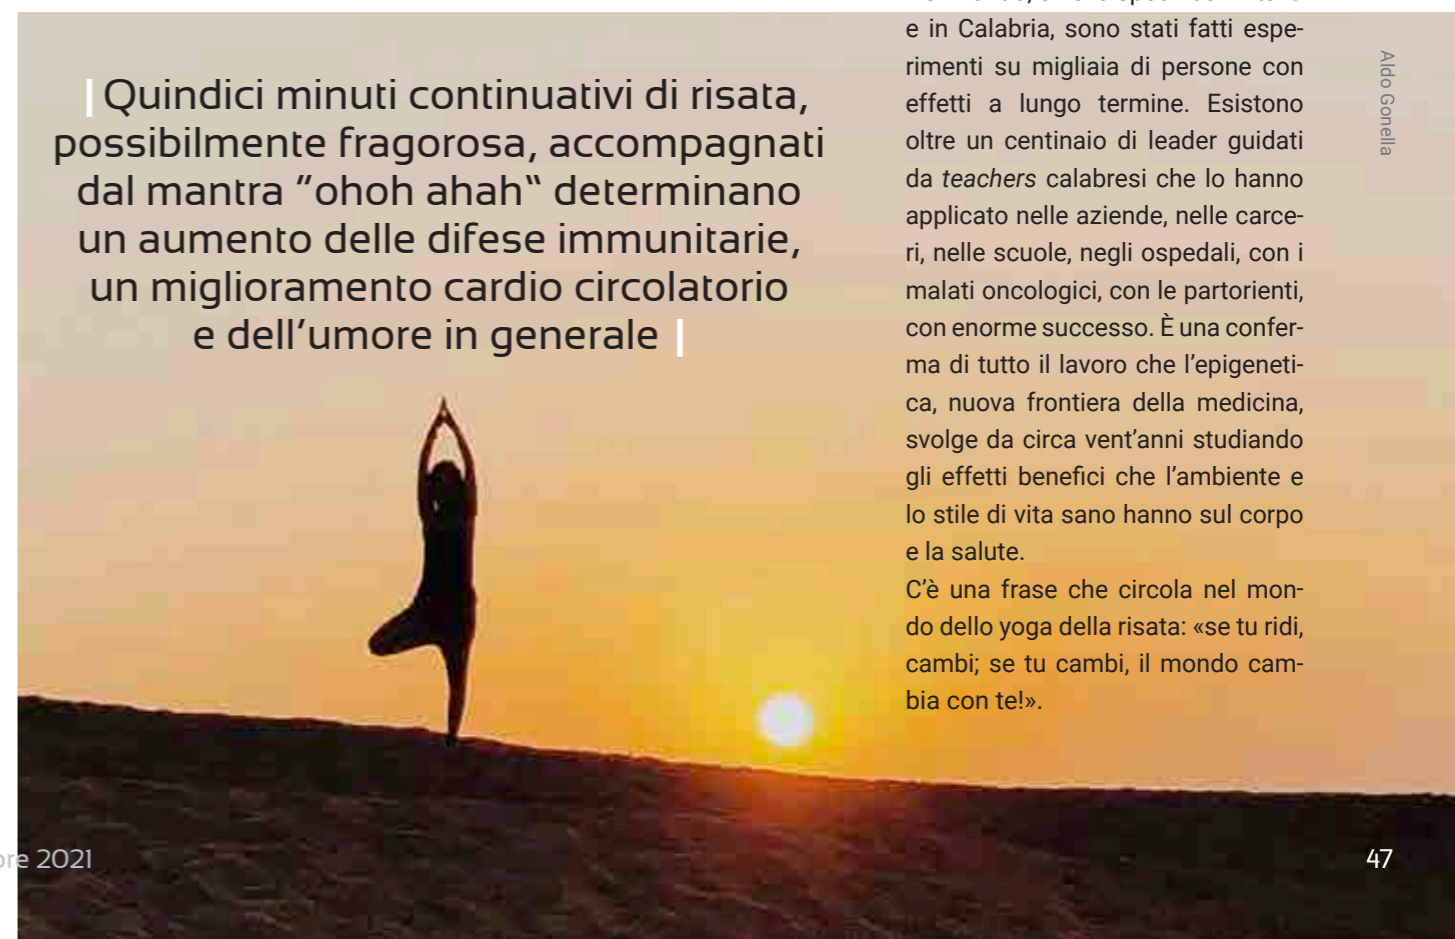 | Quindici minuti continuativi di risata,
possibilmente fragorosa, accompagnati
dal mantra ”ohoh ahah“ determinano
un aumento delle difese immunitarie,
un miglioramento cardio circolatorio
e dell’umore in generale |
e in Calabria, sono stati fatti espe-
rimenti su migliaia di persone con
effetti a lungo termine. Esistono
oltre un centinaio di leader guidati
da teachers calabresi che lo hanno
applicato nelle aziende, nelle carce-
ri, nelle scuole, negli ospedali, con i
malati oncologici, con le partorienti,
con enorme successo. È una confer-
ma di tutto il lavoro che l’epigeneti-
ca, nuova frontiera della medicina,
svolge da circa vent’anni studiando
gli effetti benefici che l’ambiente e
lo stile di vita sano hanno sul corpo
e la salute.
C’è una frase che circola nel mon-
do dello yoga della risata: «se tu ridi,
cambi; se tu cambi, il mondo cam-
bia con te!».
Aldo Gonella
bre 2021
47